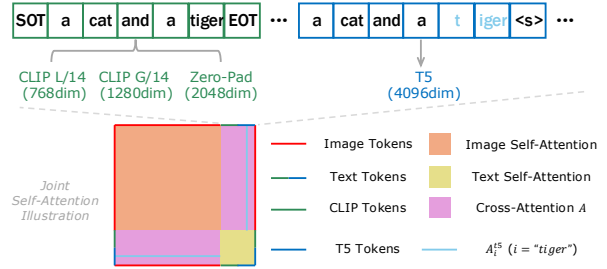 SOT a cat and a tiger EOT ··· a cat and a t iger <s> ···
CLIP L/14 CLIP G/14 Zero-Pad T5
(768dim) (1280dim) (2048dim) (4096dim)
Joint
Self-Attention
Illustration
Image Tokens Image Self-Attention
Text Tokens Text Self-Attention
CLIP Tokens Cross-Attention A
T5 Tokens A_i^{t5} (i = "tiger")